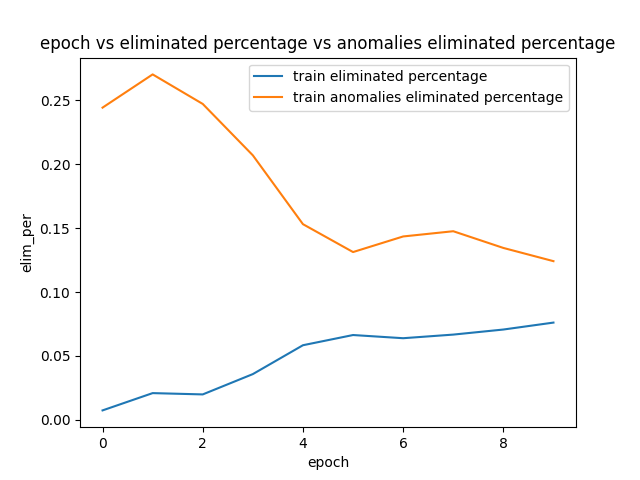 epoch vs eliminated percentage vs anomalies eliminated percentage
train eliminated percentage
train anomalies eliminated percentage
elim_per
0.25
0.20
0.15
0.10
0.05
0.00
0 2 4 6 8
epoch